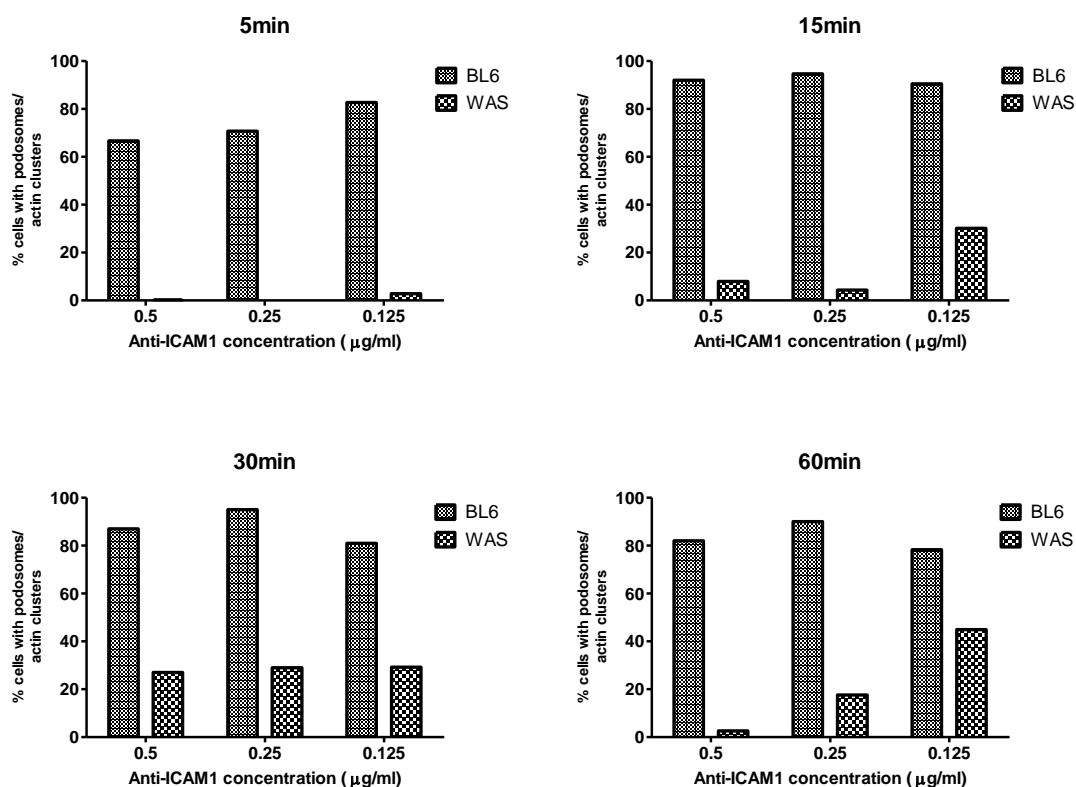 5min
100
80
60
40
20
0
% cells with podosomes/
actin clusters
0.5
0.25
0.125
Anti-ICAM1 concentration ( μg/ml)
BL6
WAS
15min
100
80
60
40
20
0
% cells with podosomes/
actin clusters
0.5
0.25
0.125
Anti-ICAM1 concentration ( μg/ml)
BL6
WAS
30min
100
80
60
40
20
0
% cells with podosomes/
actin clusters
0.5
0.25
0.125
Anti-ICAM1 concentration ( μg/ml)
BL6
WAS
60min
100
80
60
40
20
0
% cells with podosomes/
actin clusters
0.5
0.25
0.125
Anti-ICAM1 concentration ( μg/ml)
BL6
WAS